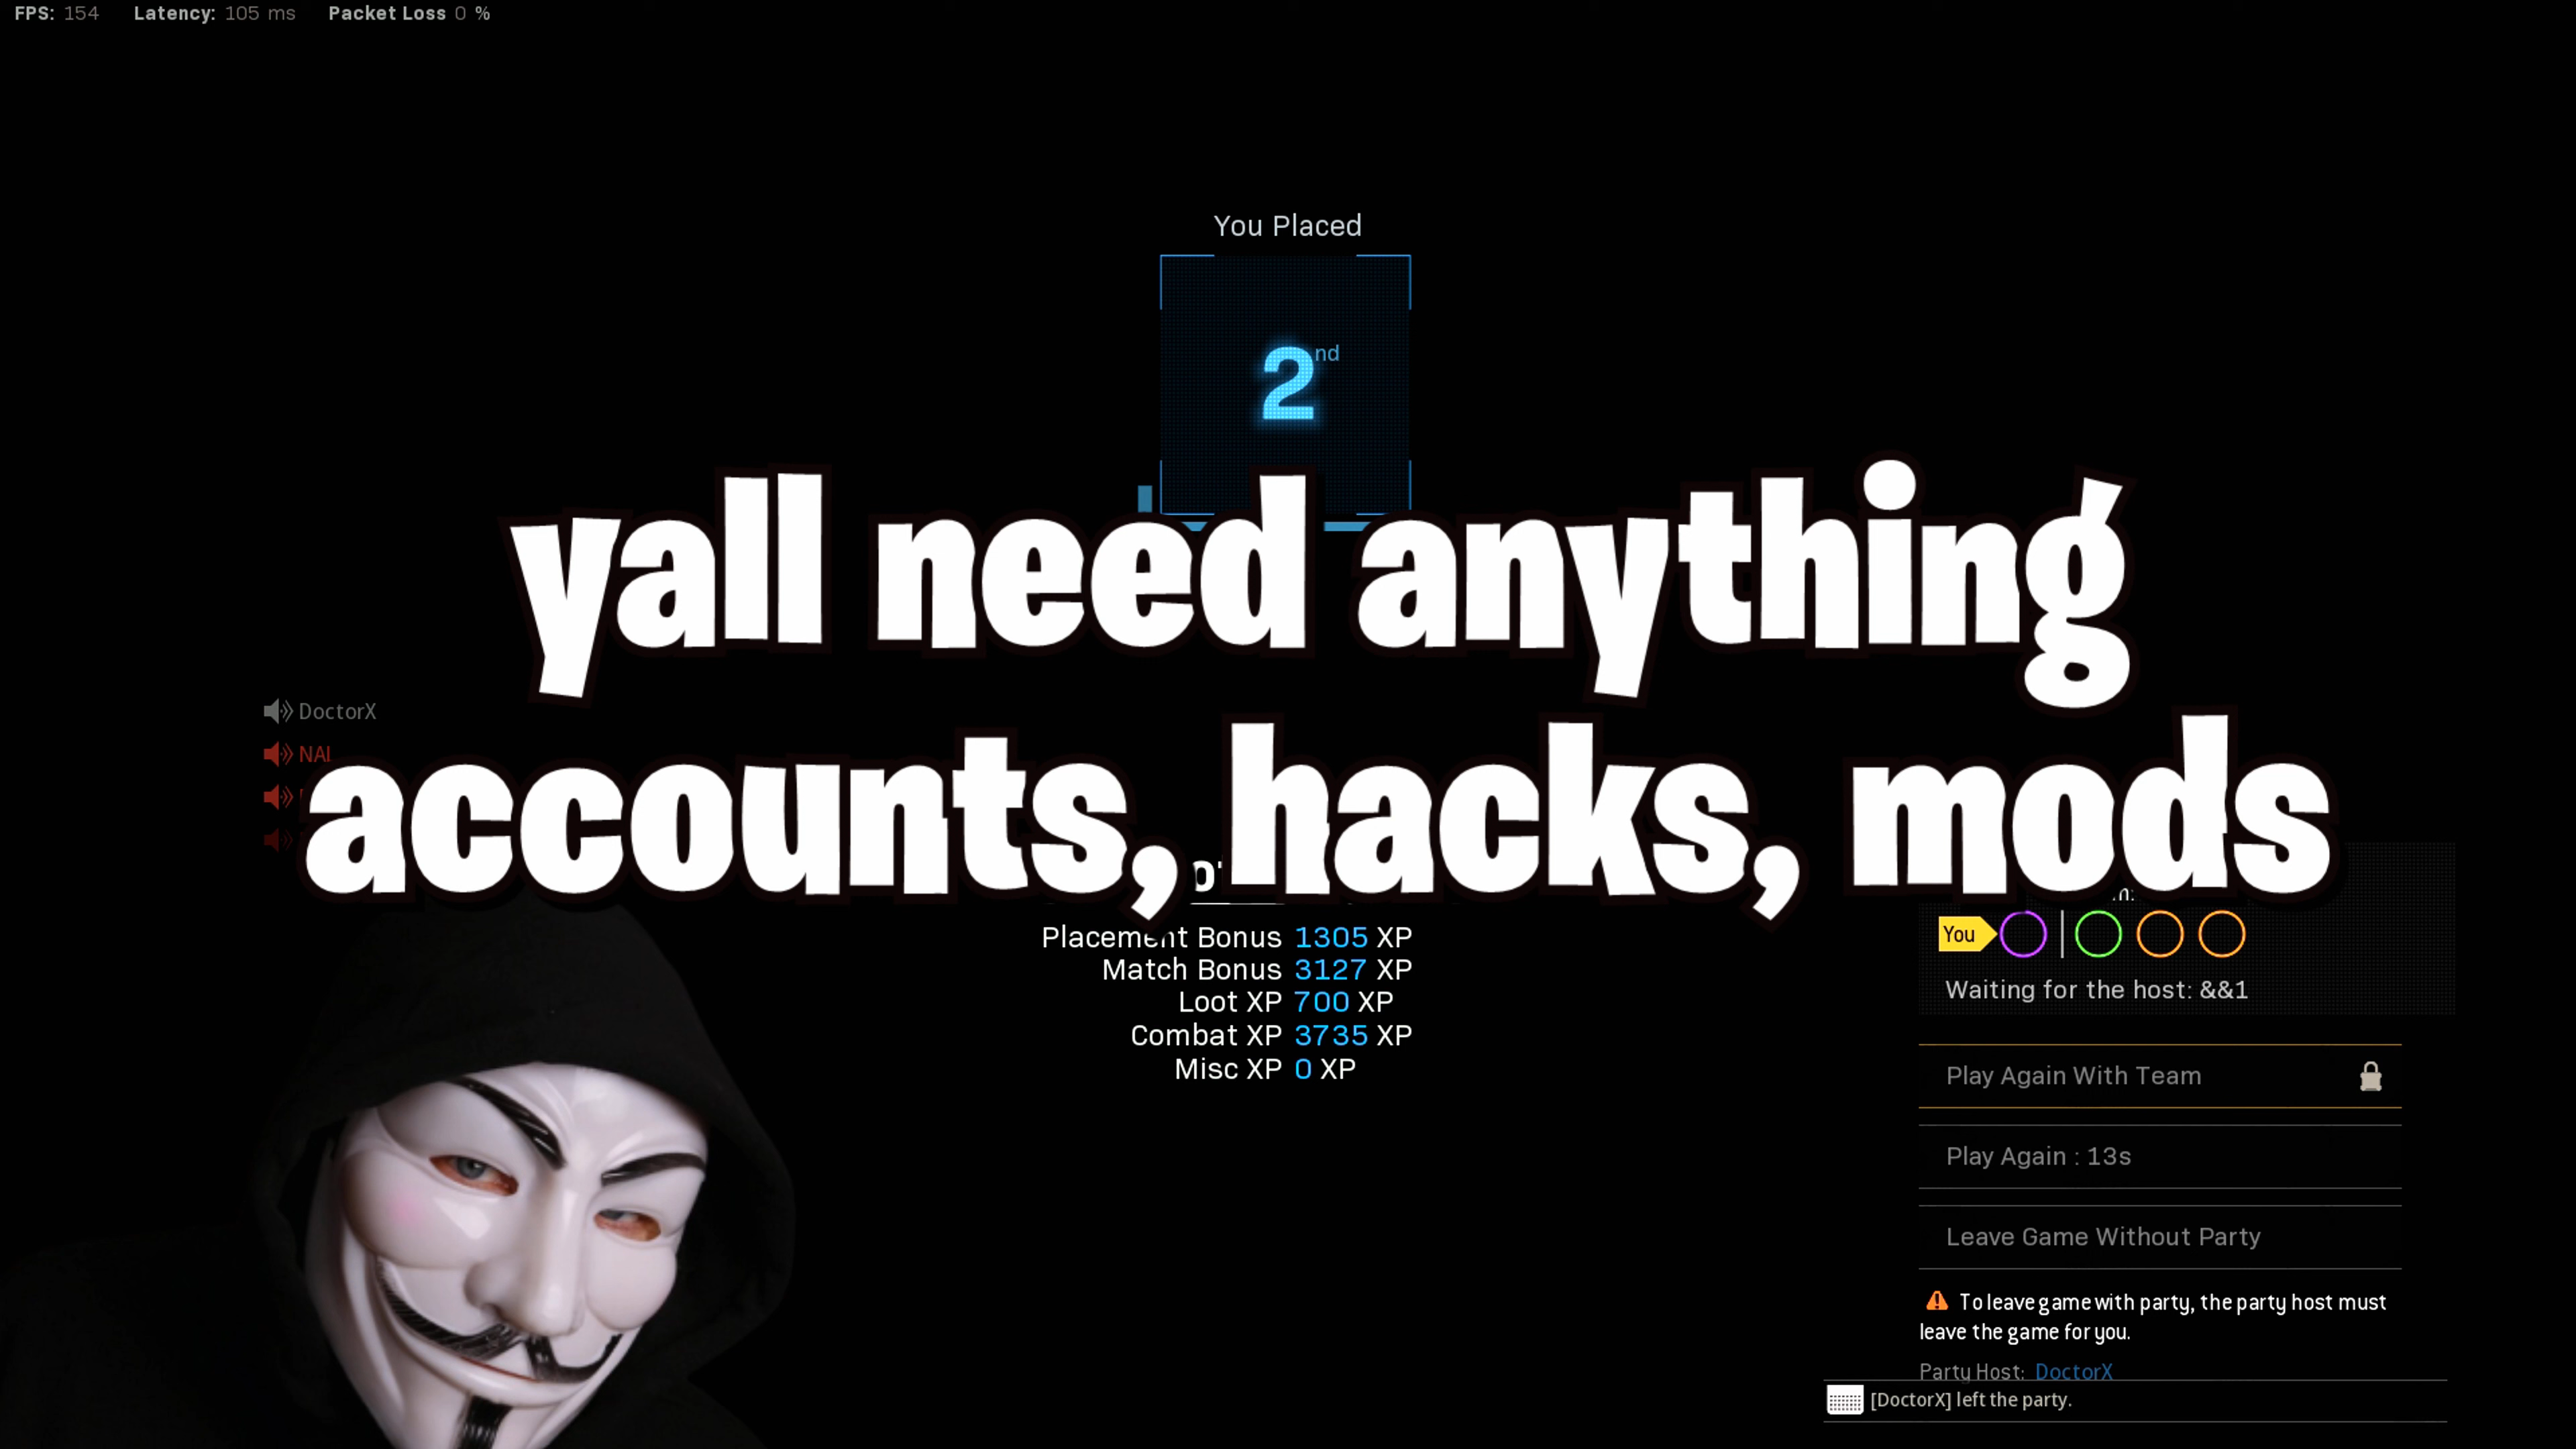 FPS: 154 Latency: 105 ms Packet Loss 0 %
You Placed
2nd
yall need anything
accounts, hacks, mods
DoctorX
Placement Bonus 1305 XP
Match Bonus 3127 XP
Loot XP 700 XP
Combat XP 3735 XP
Misc XP 0 XP
You
Waiting for the host: &&1
Play Again With Team
Play Again : 13s
Leave Game Without Party
To leave game with party, the party host must
leave the game for you.
Party Host: DoctorX
[DoctorX] left the party.